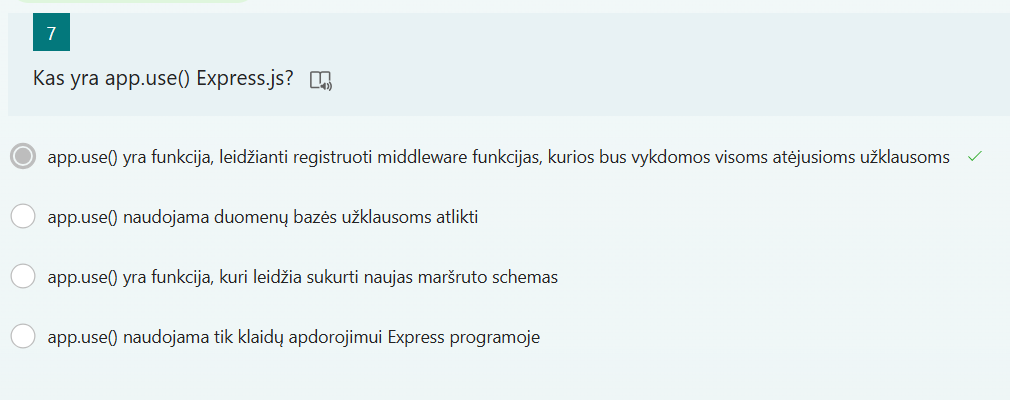 7
Kas yra app.use() Express.js?
app.use() yra funkcija, leidžianti registruoti middleware funkcijas, kurios bus vykdomos visoms atėjusioms užklausoms
app.use() naudojama duomenų bazės užklausoms atlikti
app.use() yra funkcija, kuri leidžia sukurti naujas maršruto schemas
app.use() naudojama tik klaidų apdorojimui Express programoje